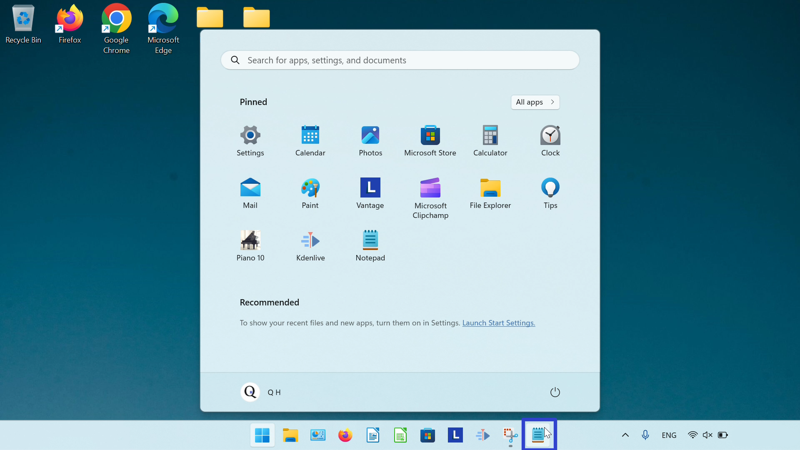 Recycle Bin
Firefox
Google
Chrome
Microsoft
Edge
Search for apps, settings, and documents
Pinned
All apps
Settings
Calendar
Photos
Microsoft Store
Calculator
Clock
Mail
Paint
L
Vantage
Microsoft
Clipchamp
File Explorer
Tips
Piano 10
Kdenlive
Notepad
Recommended
To show your recent files and new apps, turn them on in Settings. Launch Start Settings.
Q
Q H
L
ENG